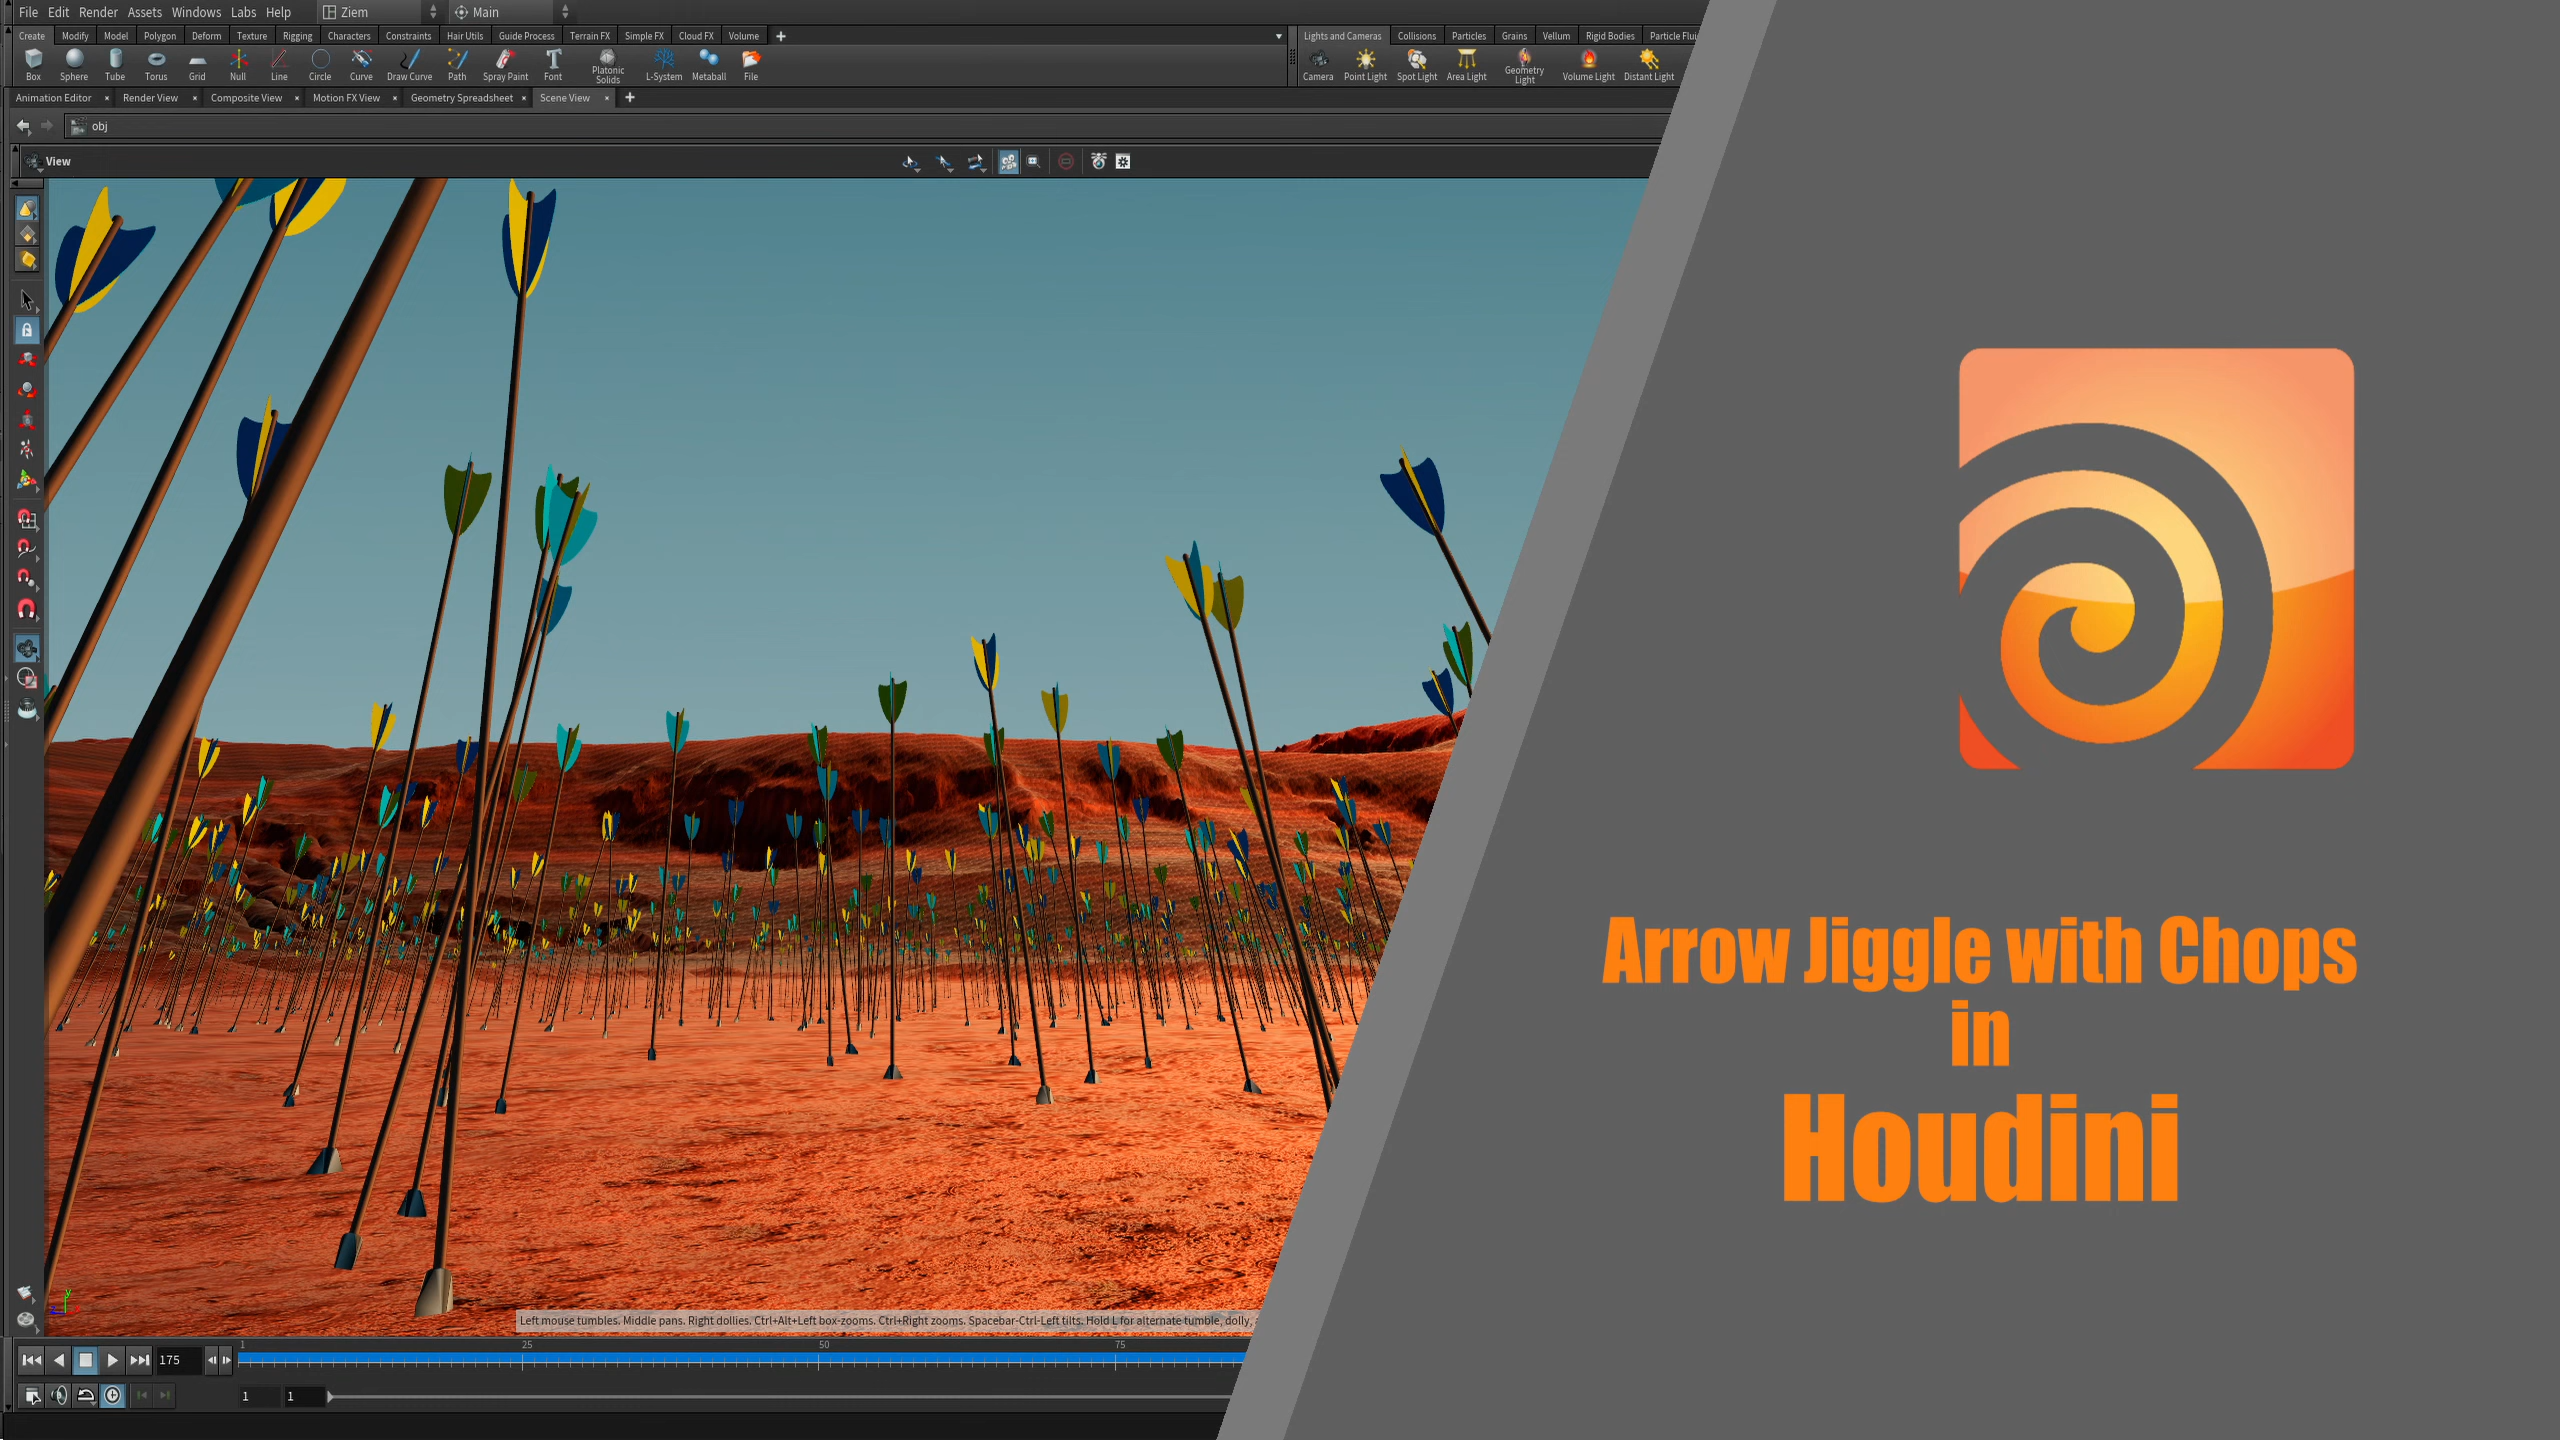 File Edit Render Assets Windows Labs Help Ziem Main
Create Modify Model Polygon Deform Texture Rigging Characters Constraints Hair Utils Guide Process Terrain FX Simple FX Cloud FX Volume
Lights and Cameras Collisions Particles Grains Vellum Rigid Bodies Particle Flui
Box Sphere Tube Torus Grid Null Line Circle Curve Draw Curve Path Spray Paint Font Platonic Solids L-System Metaball File
Camera Point Light Spot Light Area Light Geometry Light Volume Light Distant Light
Animation Editor Render View Composite View Motion FX View Geometry Spreadsheet Scene View
obj
View
Arrow Jiggle with Chops
in
Houdini
Left mouse tumbles. Middle pans. Right dollies. Ctrl+Alt+Left box-zooms. Ctrl+Right zooms. Spacebar-Ctrl-Left tilts. Hold L for alternate tumble, dolly,
1 25 50 75
175
1 1